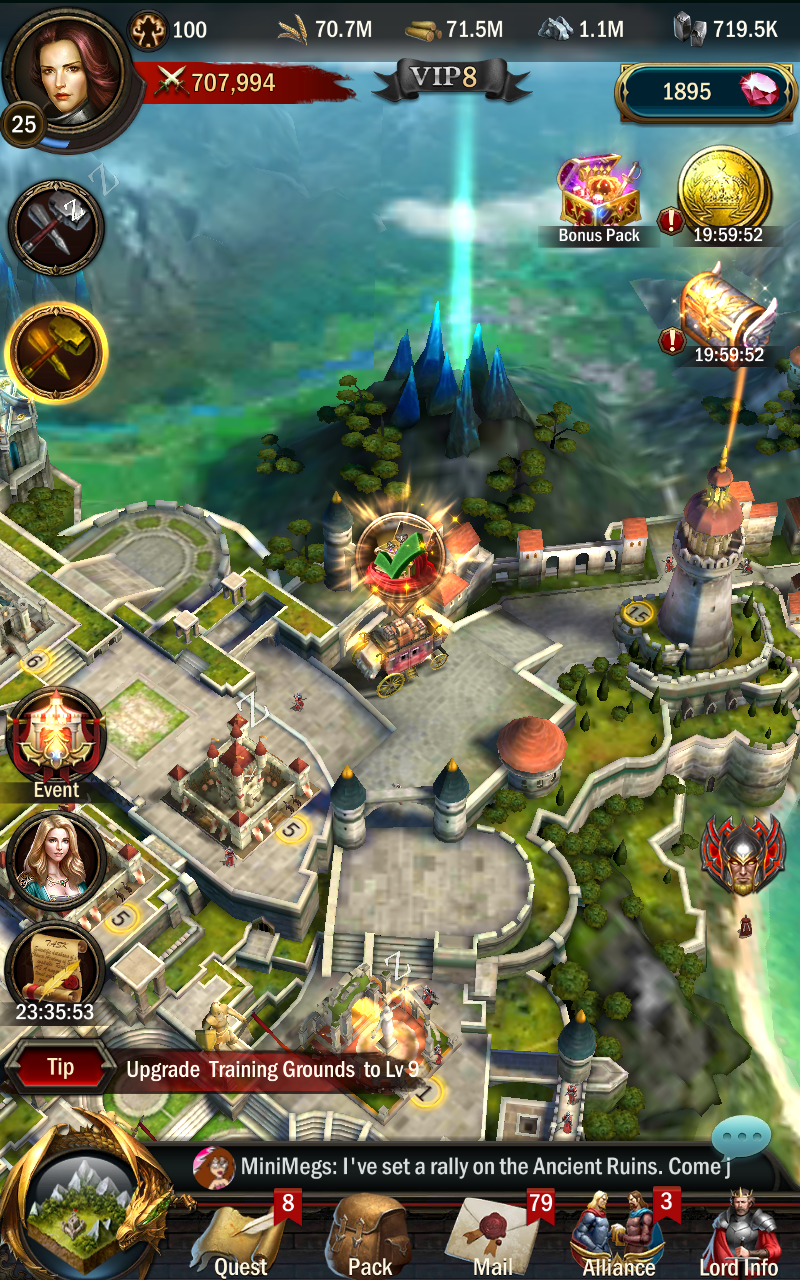 100
70.7M
71.5M
1.1M
719.5K
707,994
VIP8
1895
25
Bonus Pack
19:59:52
19:59:52
15
6
Event
5
5
TASK
23:35:53
Tip
Upgrade Training Grounds to Lv 9
1
MiniMegs: I've set a rally on the Ancient Ruins. Come j
8
79
3
Quest
Pack
Mail
Alliance
Lord Info